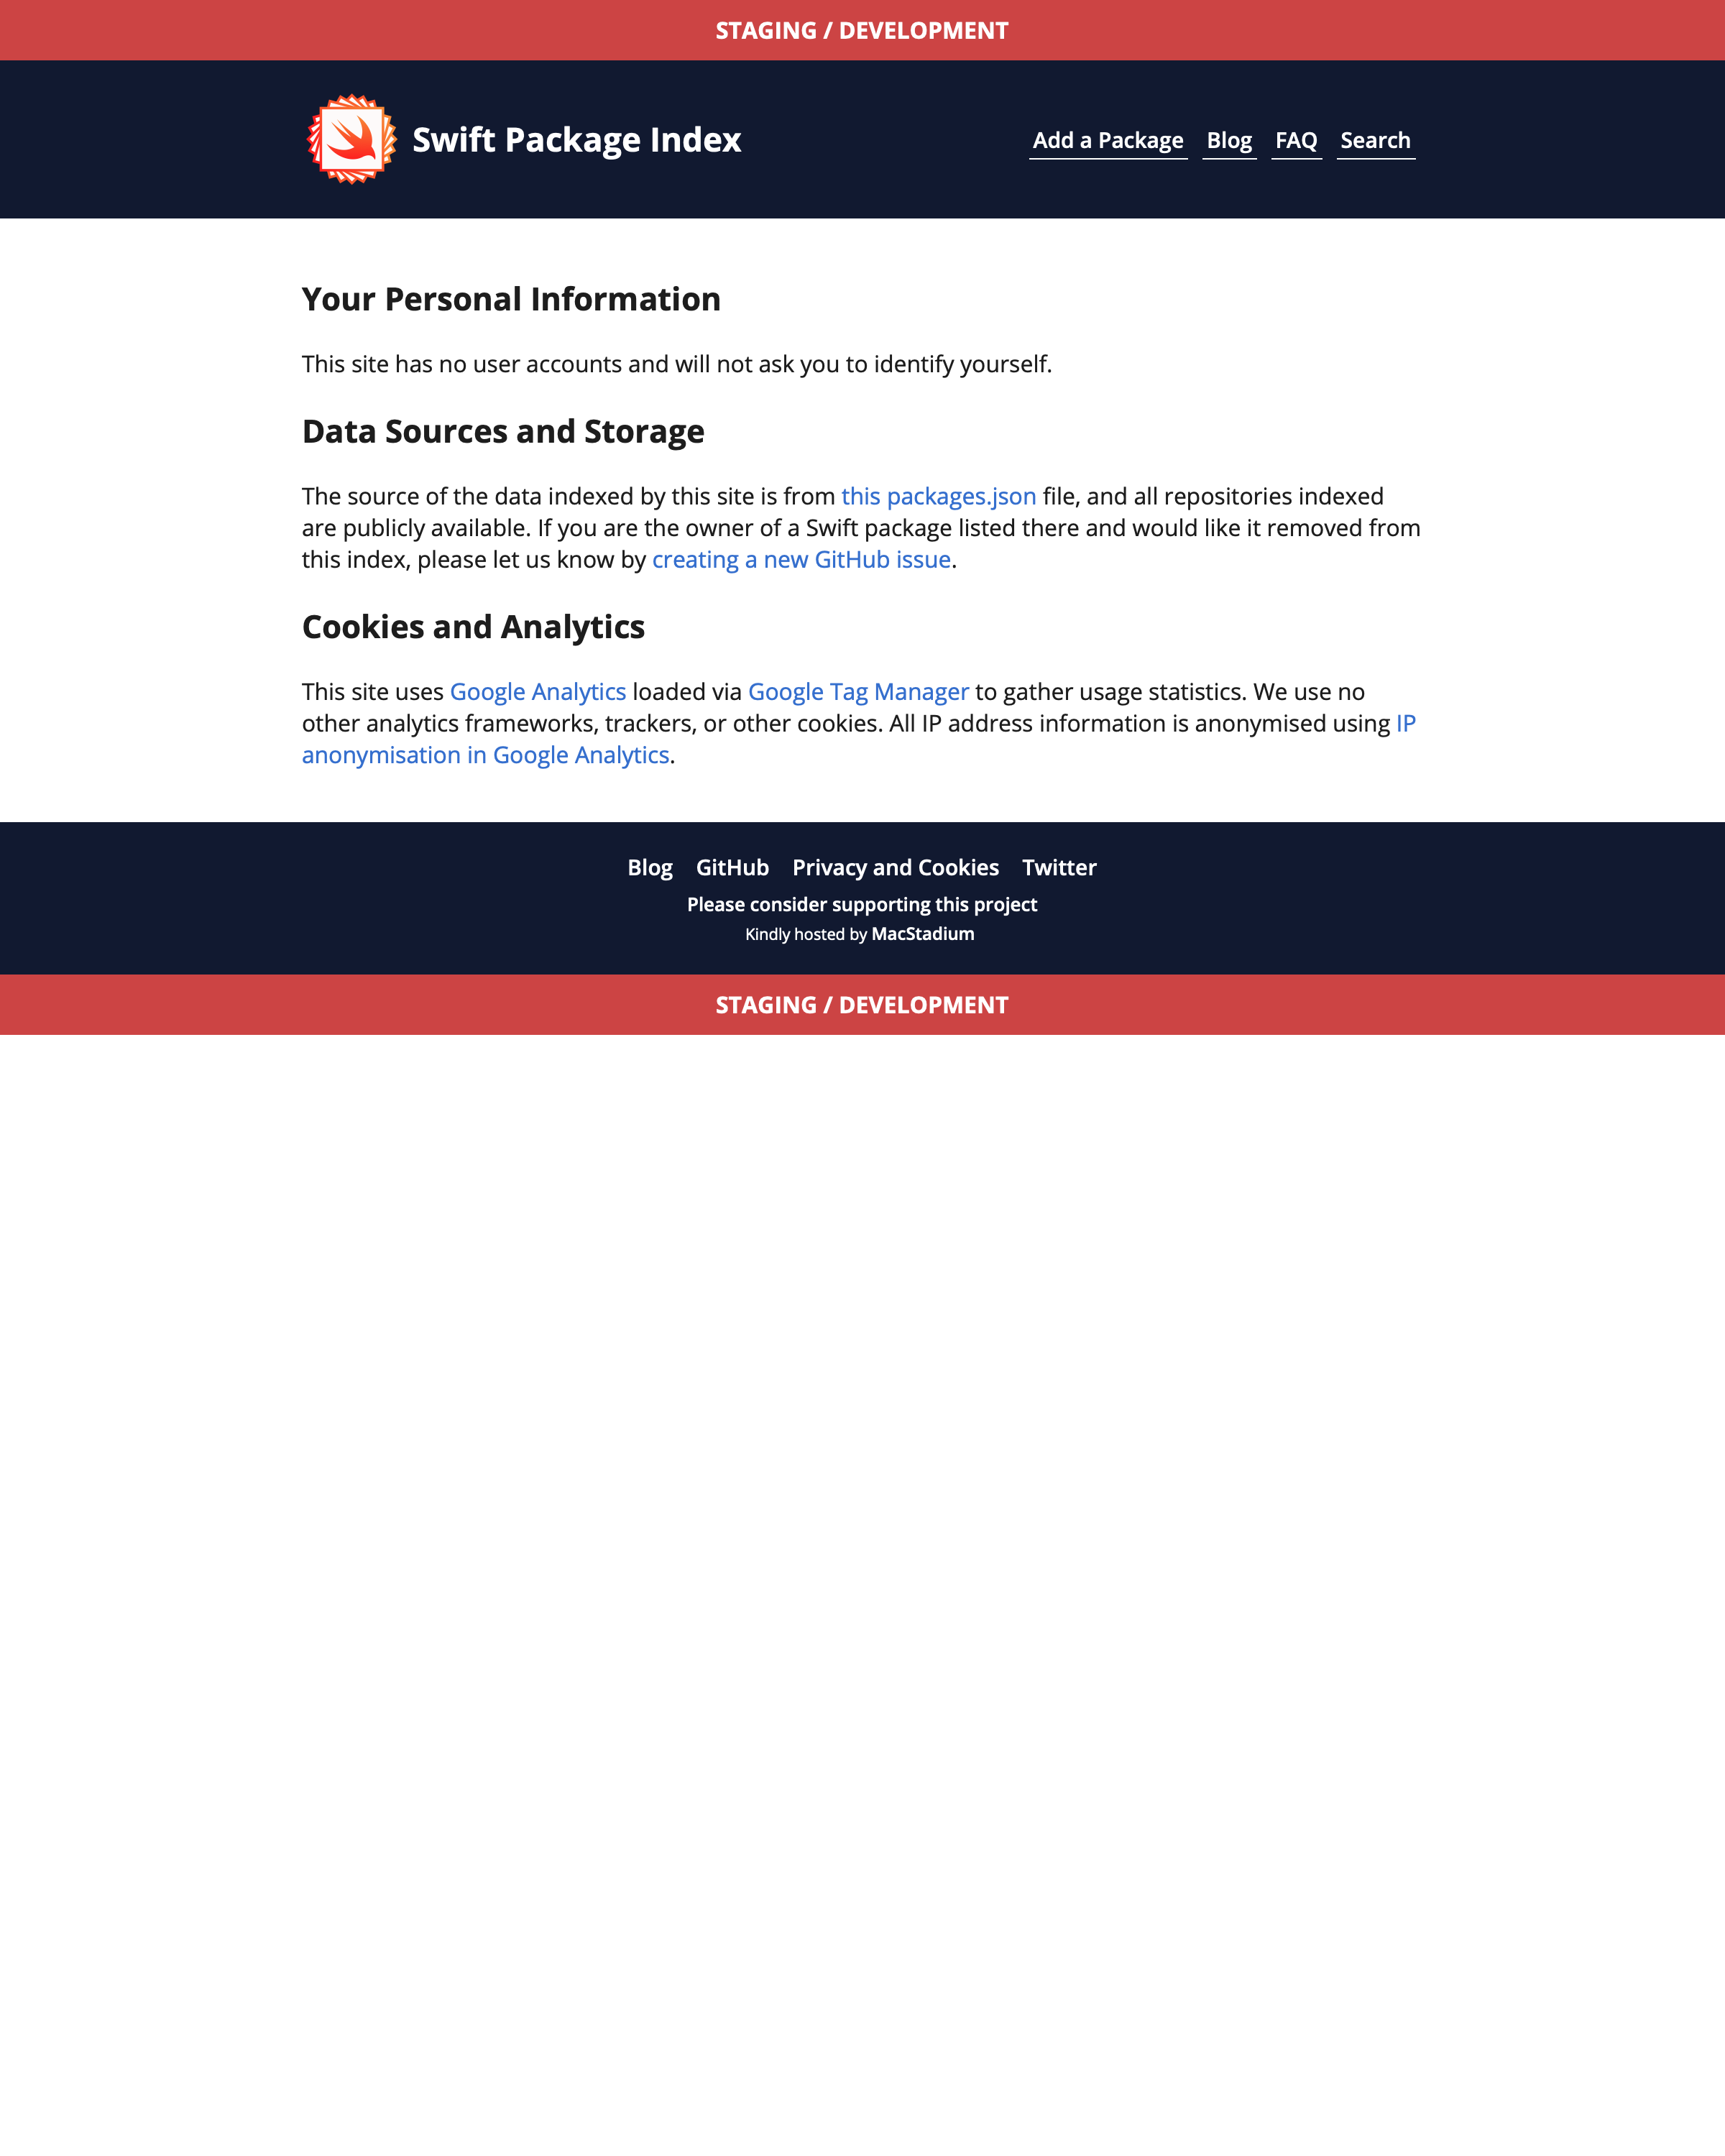 STAGING / DEVELOPMENT
Swift Package Index
Add a Package Blog FAQ Search
Your Personal Information
This site has no user accounts and will not ask you to identify yourself.
Data Sources and Storage
The source of the data indexed by this site is from this packages.json file, and all repositories indexed
are publicly available. If you are the owner of a Swift package listed there and would like it removed from
this index, please let us know by creating a new GitHub issue.
Cookies and Analytics
This site uses Google Analytics loaded via Google Tag Manager to gather usage statistics. We use no
other analytics frameworks, trackers, or other cookies. All IP address information is anonymised using IP
anonymisation in Google Analytics.
Blog GitHub Privacy and Cookies Twitter
Please consider supporting this project
Kindly hosted by MacStadium
STAGING / DEVELOPMENT